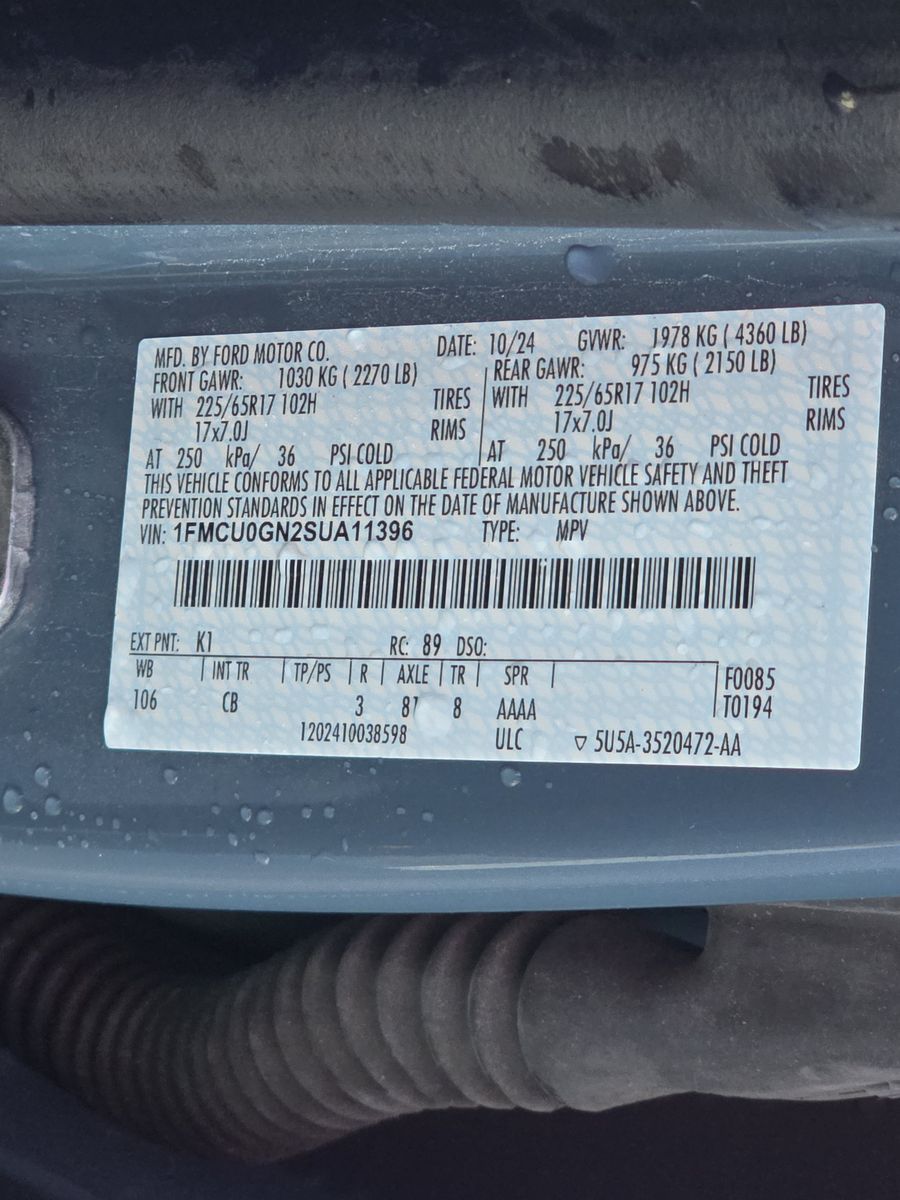 MFD. BY FORD MOTOR CO. DATE: 10/24 GVWR: 1978 KG ( 4360 LB)
FRONT GAWR: 1030 KG ( 2270 LB) REAR GAWR: 975 KG ( 2150 LB)
WITH 225/65R17 102H TIRES WITH 225/65R17 102H TIRES
17x7.0J RIMS 17x7.0J RIMS
AT 250 kPa/ 36 PSI COLD AT 250 kPa/ 36 PSI COLD
THIS VEHICLE CONFORMS TO ALL APPLICABLE FEDERAL MOTOR VEHICLE SAFETY AND THEFT
PREVENTION STANDARDS IN EFFECT ON THE DATE OF MANUFACTURE SHOWN ABOVE.
VIN: 1FMCU0GN2SUA11396 TYPE: MPV
EXT PNT: K1 RC: 89 DSO:
WB INT TR TP/PS R AXLE TR SPR F0085
106 CB 3 81 8 AAAA T0194
1202410038598 ULC ▽ 5U5A-3520472-AA